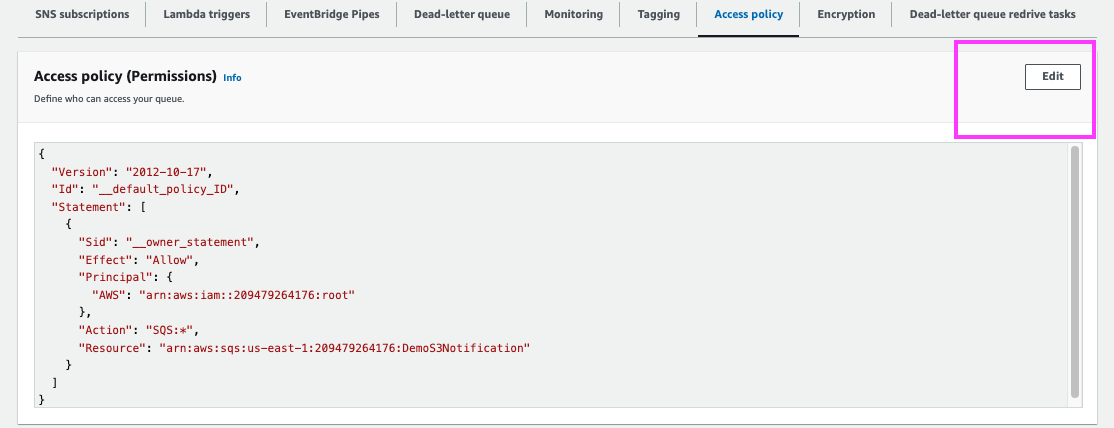 SNS subscriptions Lambda triggers EventBridge Pipes Dead-letter queue Monitoring Tagging Access policy Encryption Dead-letter queue redrive tasks
Access policy (Permissions) Info
Edit
Define who can access your queue.
{
  "Version": "2012-10-17",
  "Id": "__default_policy_ID",
  "Statement": [
    {
      "Sid": "__owner_statement",
      "Effect": "Allow",
      "Principal": {
        "AWS": "arn:aws:iam::209479264176:root"
      },
      "Action": "SQS:*",
      "Resource": "arn:aws:sqs:us-east-1:209479264176:DemoS3Notification"
    }
  ]
}